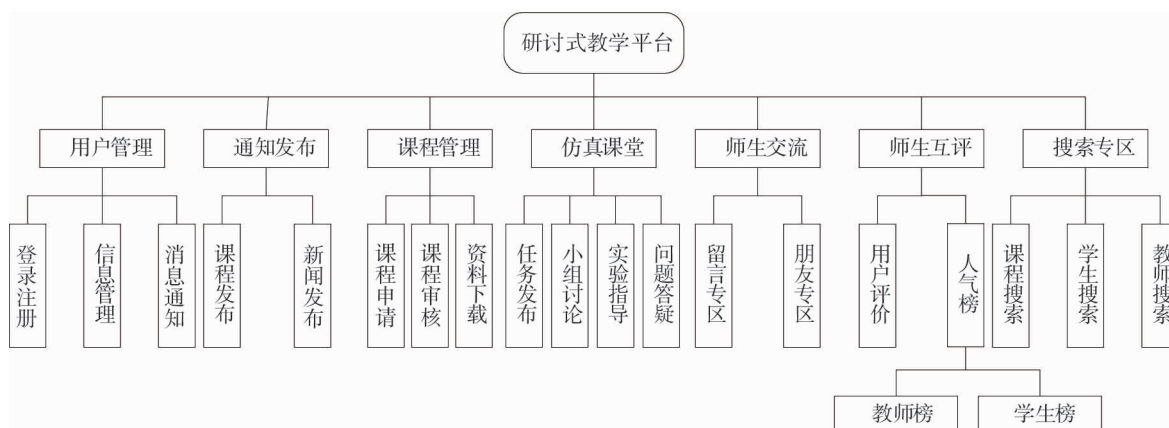 研讨式教学平台
用户管理
通知发布
课程管理
仿真课堂
师生交流
师生互评
搜索专区
登录注册
信息管理
消息通知
课程发布
新闻发布
课程申请
课程审核
资料下载
任务发布
小组讨论
实验指导
问题答疑
留言专区
朋友专区
用户评价
人气榜
课程搜索
学生搜索
教师搜索
教师榜
学生榜